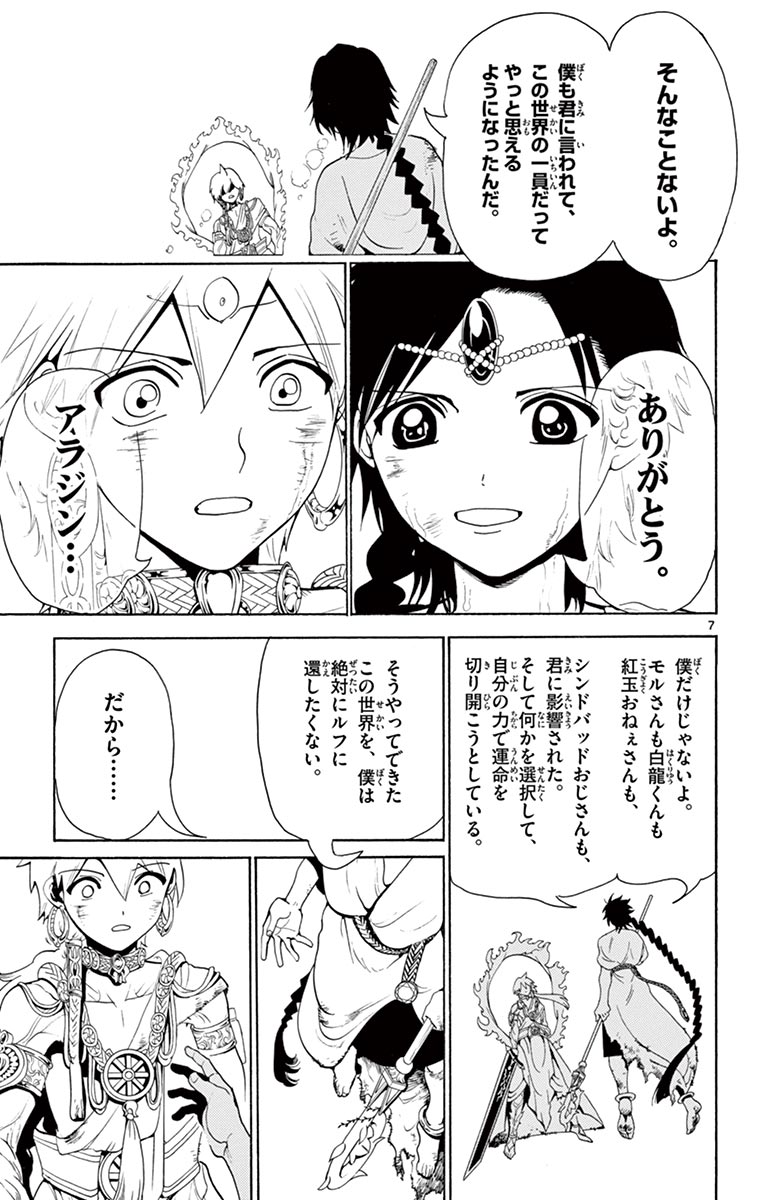 そんなことないよ。
僕も君に言われて、
この世界の一員だって
やっと思える
ようになったんだ。
ありがとう。
アラジン…
7
僕だけじゃないよ。
モルさんも白龍くんも
紅玉おねぇさんも、
シンドバッドおじさんも、
君に影響された。
そして何かを選択して、
自分の力で運命を
切り開こうとしている。
そうやってできた
この世界を、僕は
絶対にルフに
還したくない。
だから……